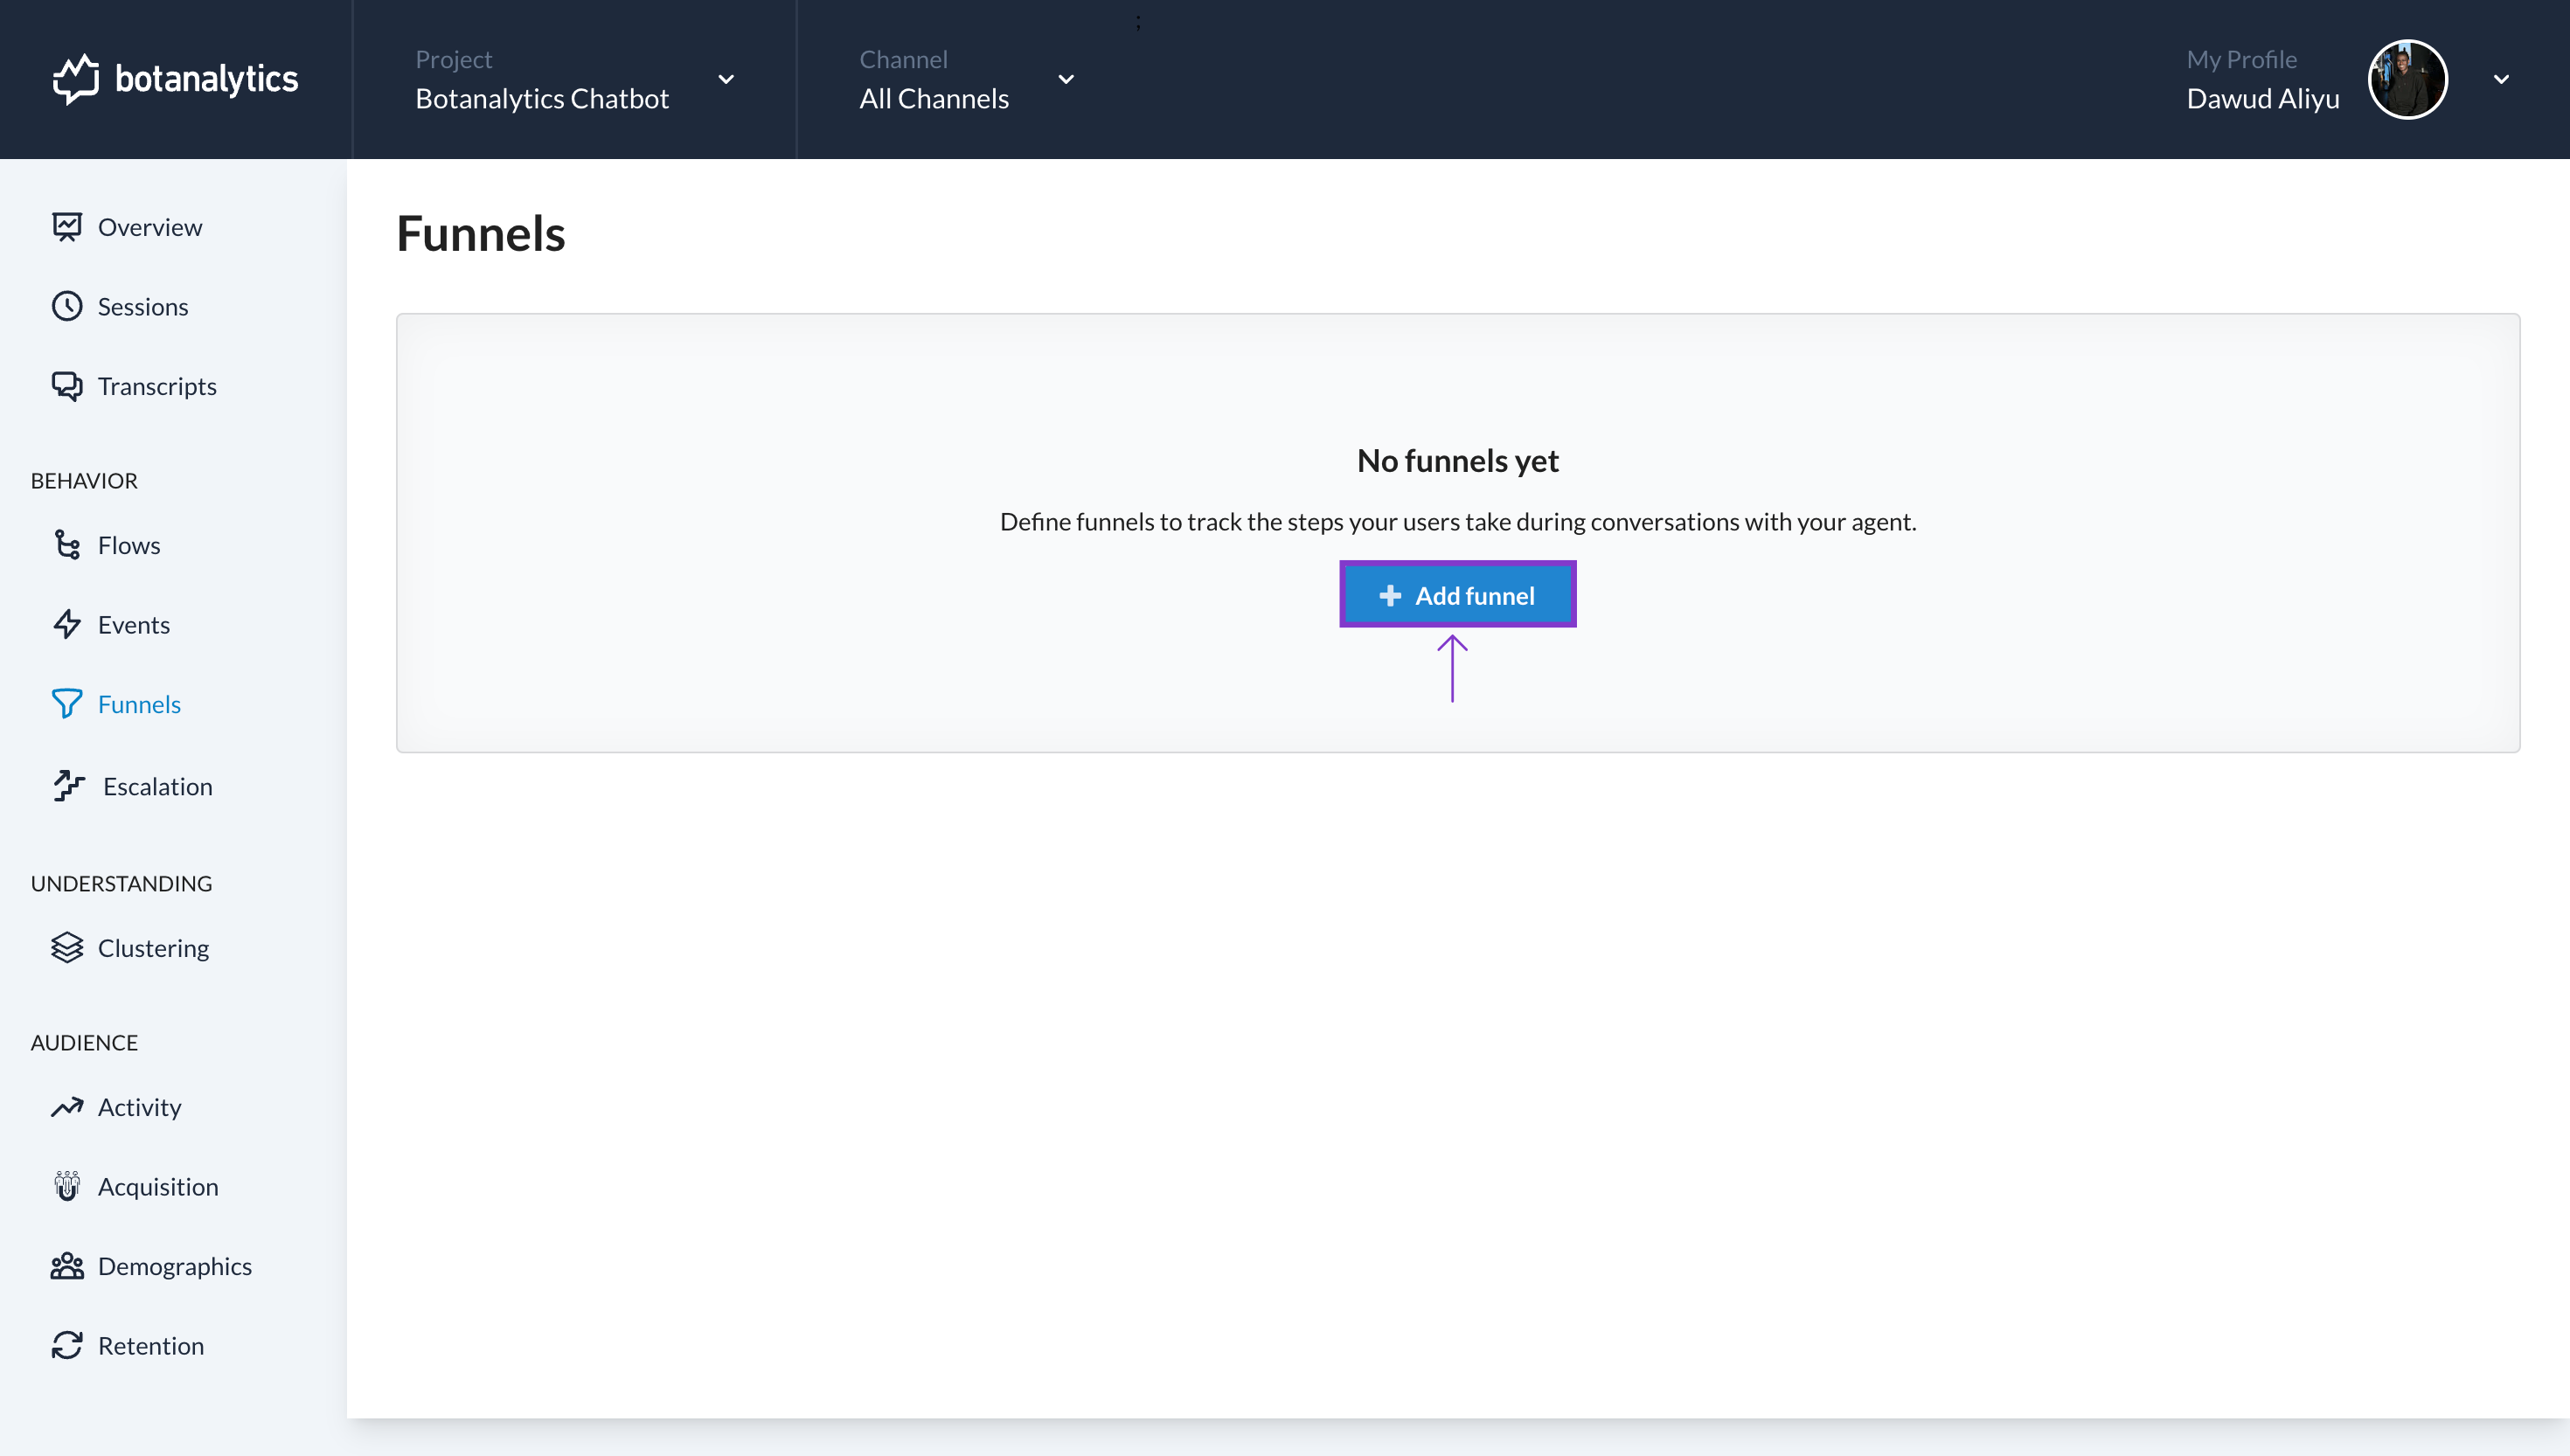 ;
botanalytics
Project
Botanalytics Chatbot
Channel
All Channels
My Profile
Dawud Aliyu
Overview
Sessions
Transcripts
BEHAVIOR
Flows
Events
Funnels
Escalation
UNDERSTANDING
Clustering
AUDIENCE
Activity
Acquisition
Demographics
Retention
Funnels
No funnels yet
Define funnels to track the steps your users take during conversations with your agent.
Add funnel